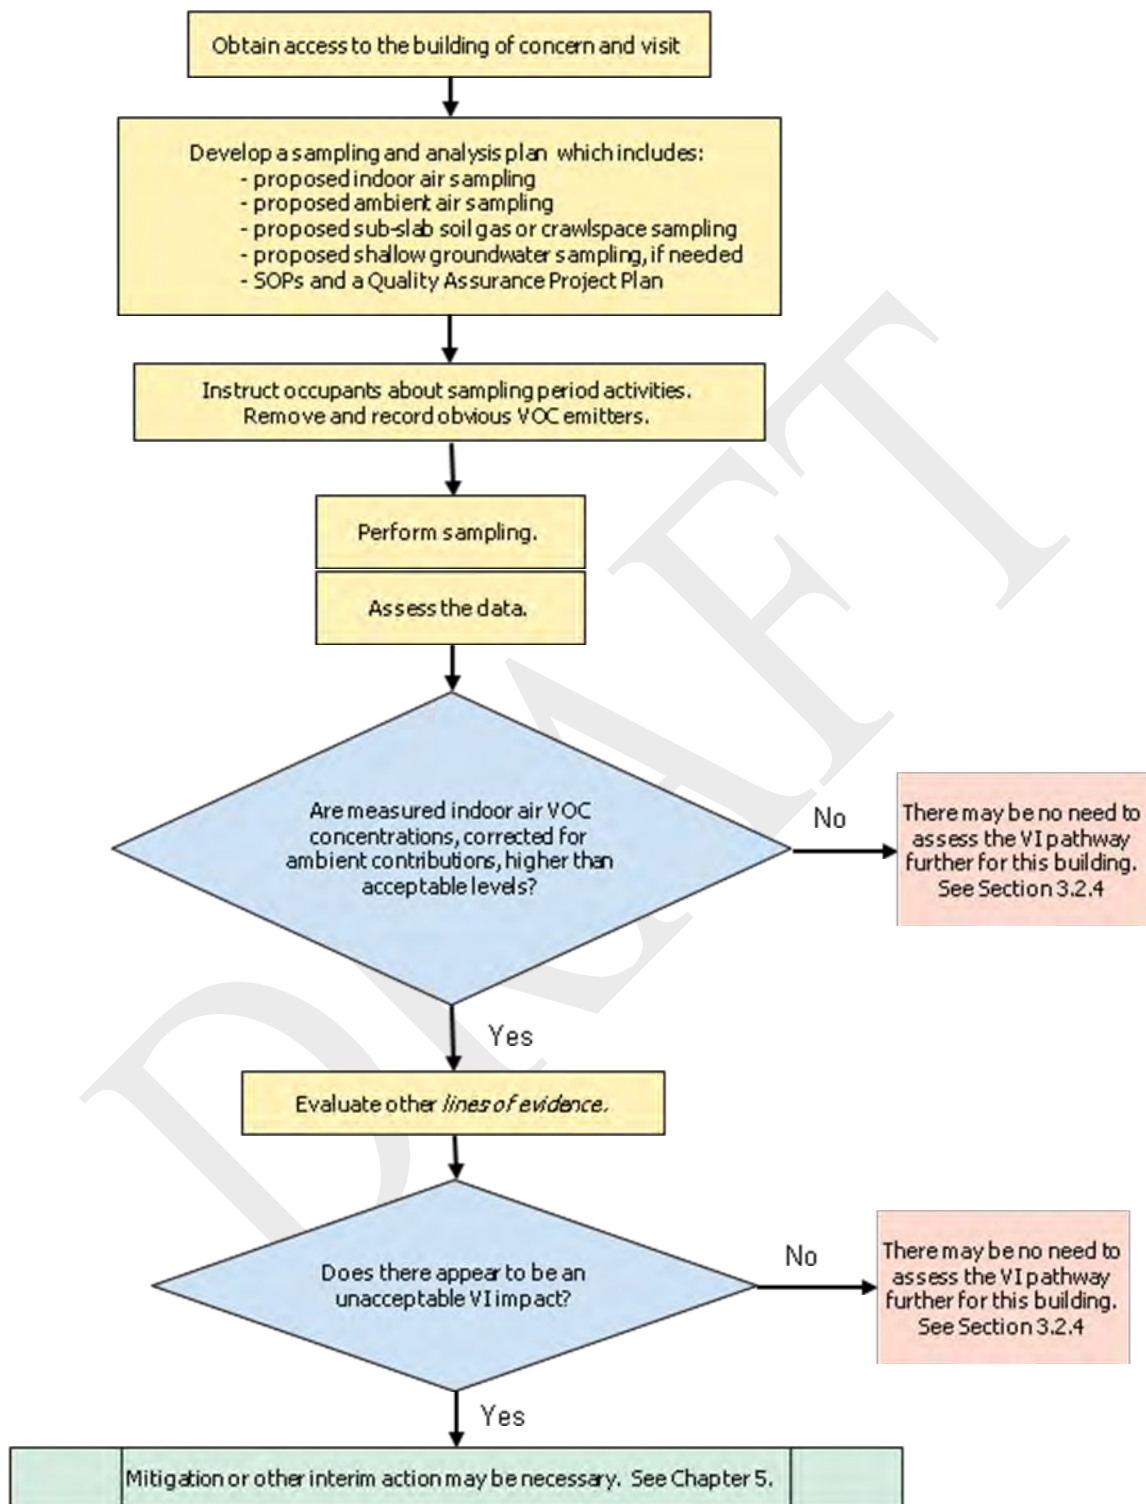 Obtain access to the building of concern and visit
Develop a sampling and analysis plan which includes:
- proposed indoor air sampling
- proposed ambient air sampling
- proposed sub-slab soil gas or crawlspace sampling
- proposed shallow groundwater sampling, if needed
- SOPs and a Quality Assurance Project Plan
Instruct occupants about sampling period activities.
Remove and record obvious VOC emitters.
Perform sampling.
Assess the data.
Are measured indoor air VOC
concentrations, corrected for
ambient contributions, higher than
acceptable levels?
No
There may be no need to
assess the VI pathway
further for this building.
See Section 3.2.4
Yes
Evaluate other lines of evidence.
Does there appear to be an
unacceptable VI impact?
No
There may be no need to
assess the VI pathway
further for this building.
See Section 3.2.4
Yes
Mitigation or other interim action may be necessary. See Chapter 5.
DRAFT